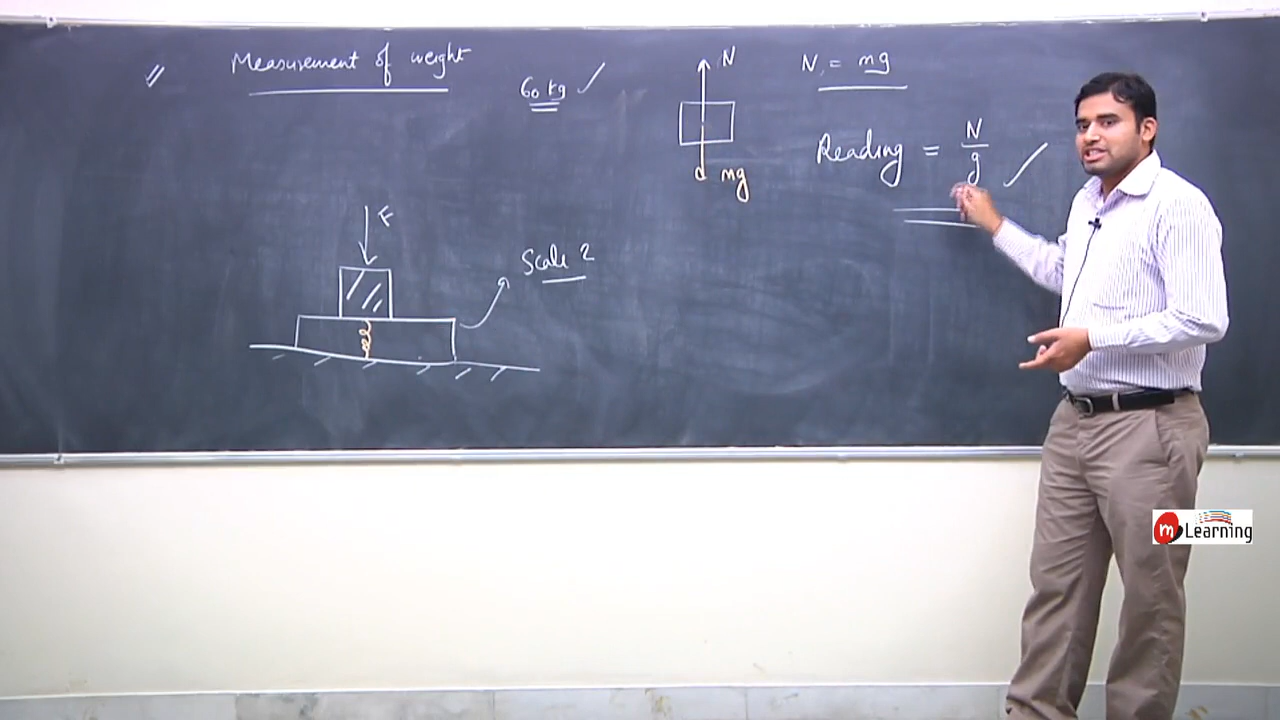 Measurement of weight
60 kg
N
mg
N = mg
Reading = N/g
F
Scale 2
m Learning